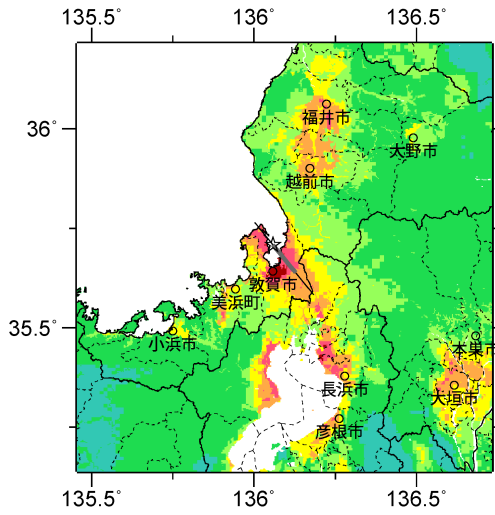 135.5° 136° 136.5°
36°
福井市
大野市
越前市
敦賀市
美浜町
35.5°
小浜市
本巣市
長浜市
大垣市
彦根市
135.5° 136° 136.5°